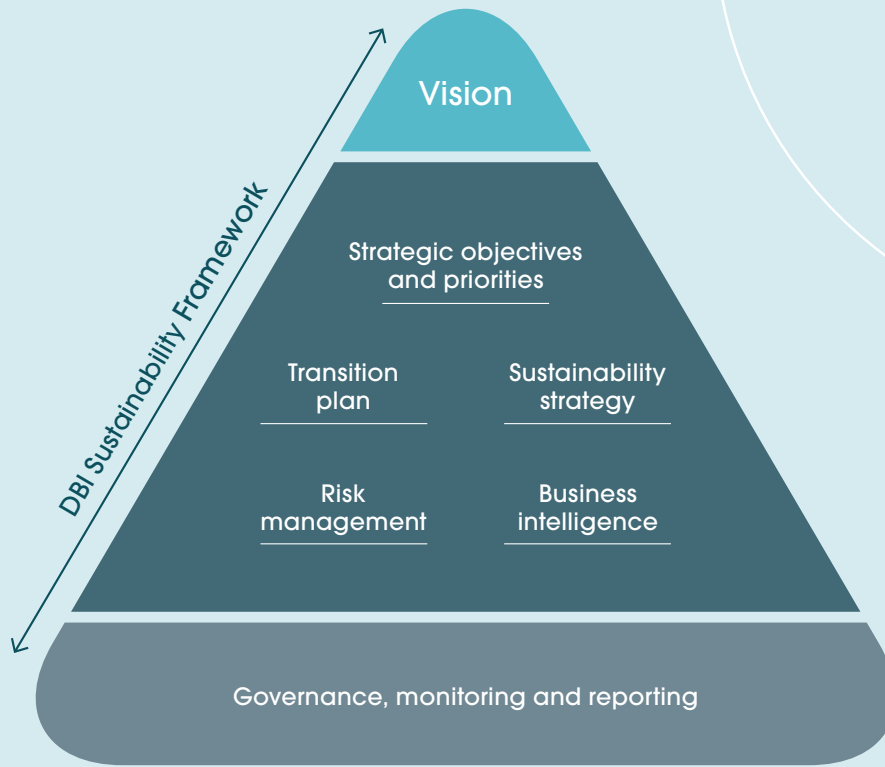 Vision
DBI Sustainability Framework
Strategic objectives
and priorities
Transition
plan
Sustainability
strategy
Risk
management
Business
intelligence
Governance, monitoring and reporting